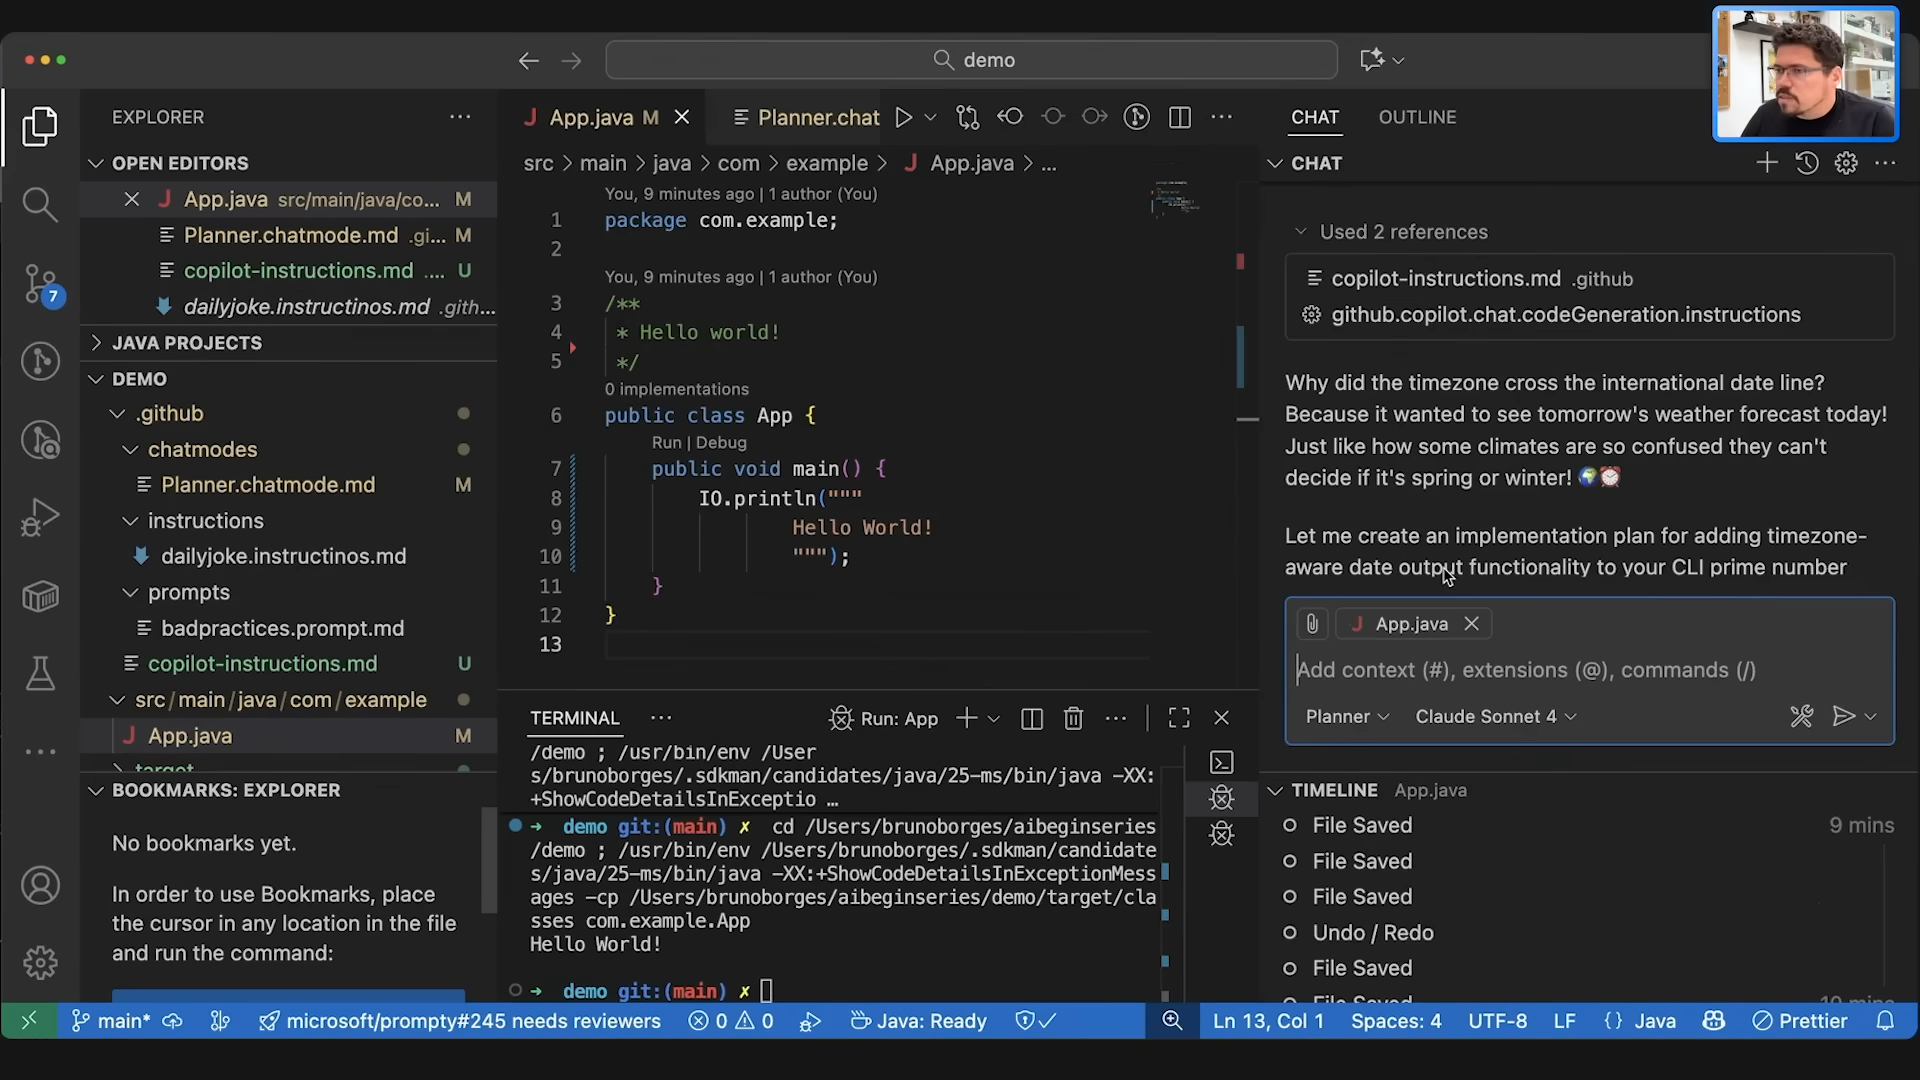 demo
EXPLORER
OPEN EDITORS
App.java src/main/java/co... M
Planner.chatmode.md .gi... M
copilot-instructions.md .... U
dailyjoke.instructinos.md .gith...
JAVA PROJECTS
DEMO
.github
chatmodes
Planner.chatmode.md M
instructions
dailyjoke.instructinos.md
prompts
badpractices.prompt.md
copilot-instructions.md U
src/main/java/com/example
App.java M
target
BOOKMARKS: EXPLORER
No bookmarks yet.
In order to use Bookmarks, place
the cursor in any location in the file
and run the command:
7
App.java M
Planner.chat
src > main > java > com > example > App.java > ...
You, 9 minutes ago | 1 author (You)
1 package com.example;
2
You, 9 minutes ago | 1 author (You)
3 /**
4 * Hello world!
5 */
0 implementations
6 public class App {
Run | Debug
7 public void main() {
8 IO.println("""
9 Hello World!
10 """);
11 }
12 }
13
TERMINAL
Run: App
/demo ; /usr/bin/env /User
s/brunoborges/.sdkman/candidates/java/25-ms/bin/java -XX:
+ShowCodeDetailsInExceptio …
➜ demo git:(main) ✗ cd /Users/brunoborges/aibeginseries
/demo ; /usr/bin/env /Users/brunoborges/.sdkman/candidate
s/java/25-ms/bin/java -XX:+ShowCodeDetailsInExceptionMess
ages -cp /Users/brunoborges/aibeginseries/demo/target/cla
sses com.example.App
Hello World!
➜ demo git:(main) ✗
CHAT
OUTLINE
CHAT
Used 2 references
copilot-instructions.md .github
github.copilot.chat.codeGeneration.instructions
Why did the timezone cross the international date line?
Because it wanted to see tomorrow's weather forecast today!
Just like how some climates are so confused they can't
decide if it's spring or winter! 🌍⏰
Let me create an implementation plan for adding timezone-
aware date output functionality to your CLI prime number
App.java
Add context (#), extensions (@), commands (/)
Planner
Claude Sonnet 4
TIMELINE App.java
File Saved 9 mins
File Saved
File Saved
Undo / Redo
File Saved
File Saved 10 mins
main*
microsoft/prompty#245 needs reviewers
0
0
Java: Ready
Ln 13, Col 1
Spaces: 4
UTF-8
LF
{} Java
Prettier